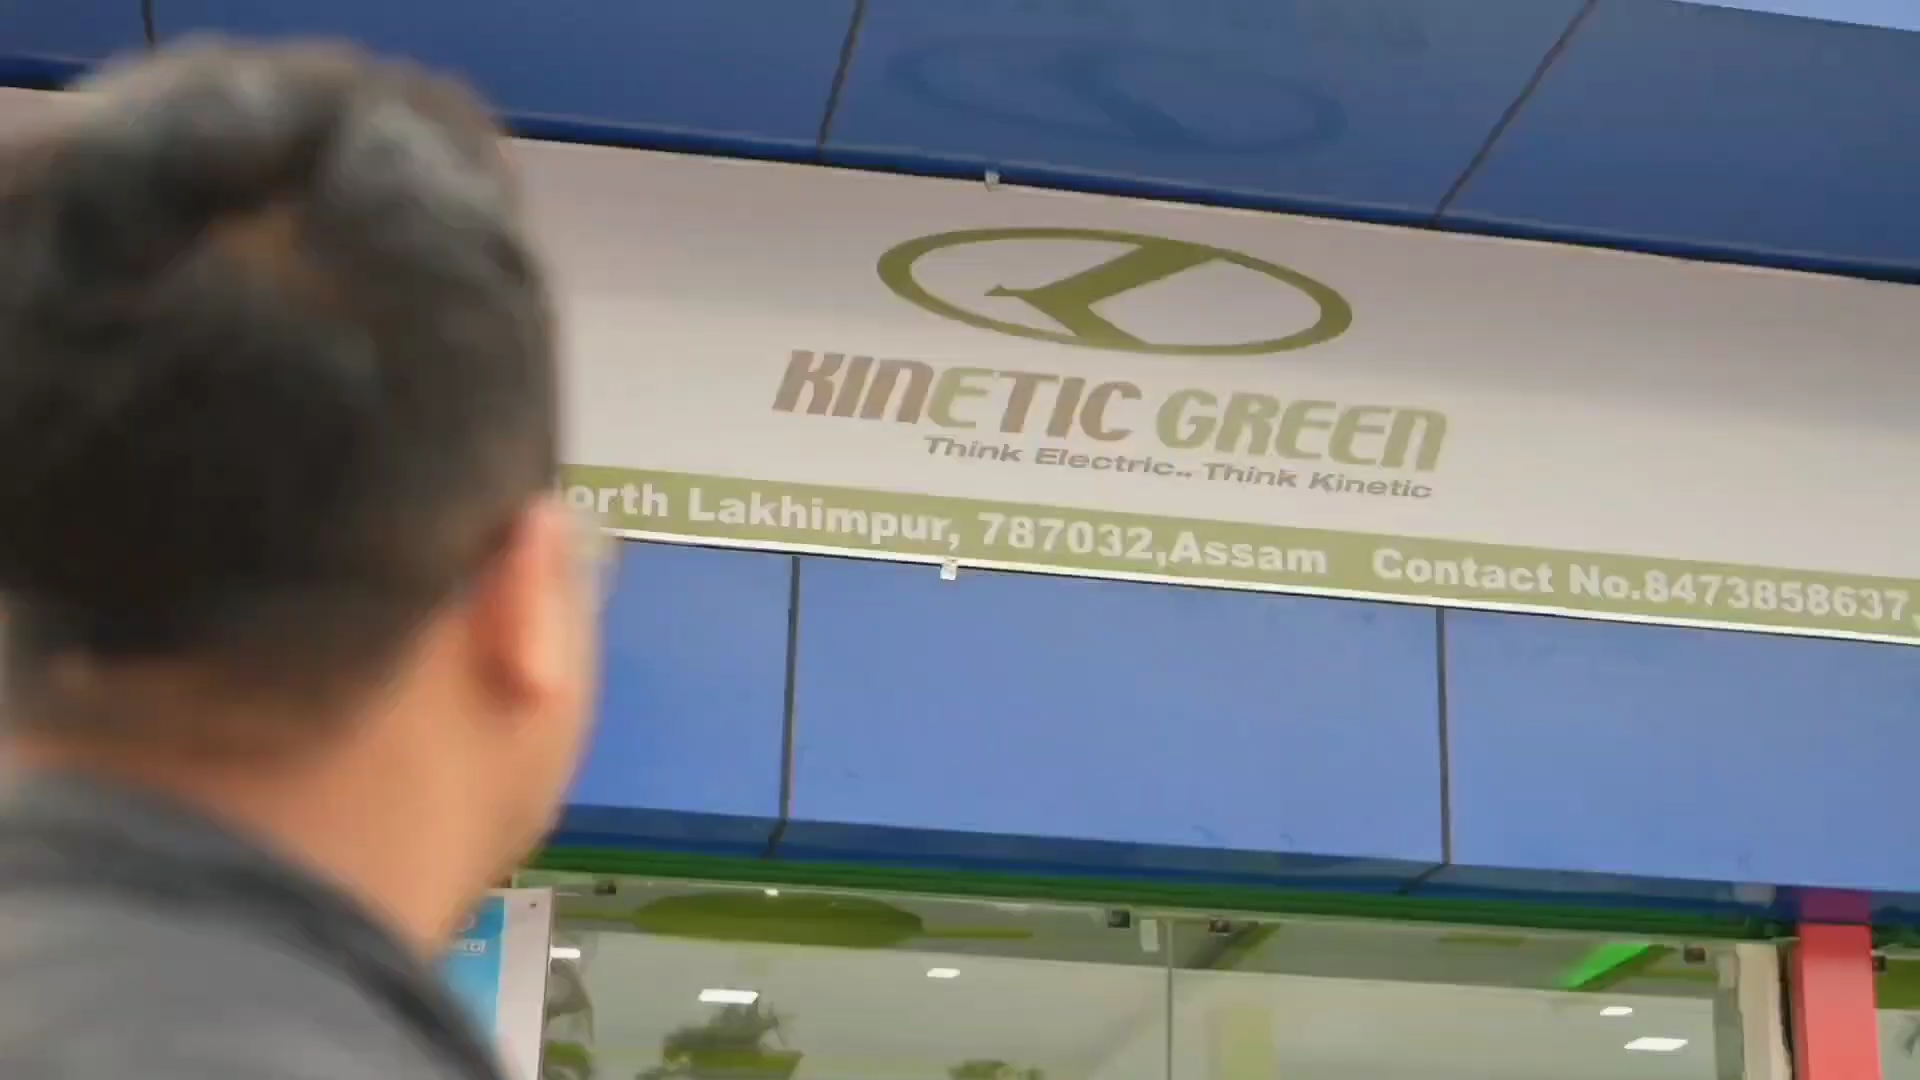 KINETIC GREEN
Think Electric.. Think Kinetic
orth Lakhimpur, 787032,Assam Contact No.8473858637,